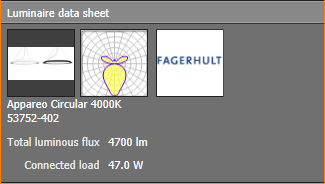 Luminaire data sheet
FAGERHULT
Appareo Circular 4000K
53752-402
Total luminous flux 4700 lm
Connected load 47.0 W